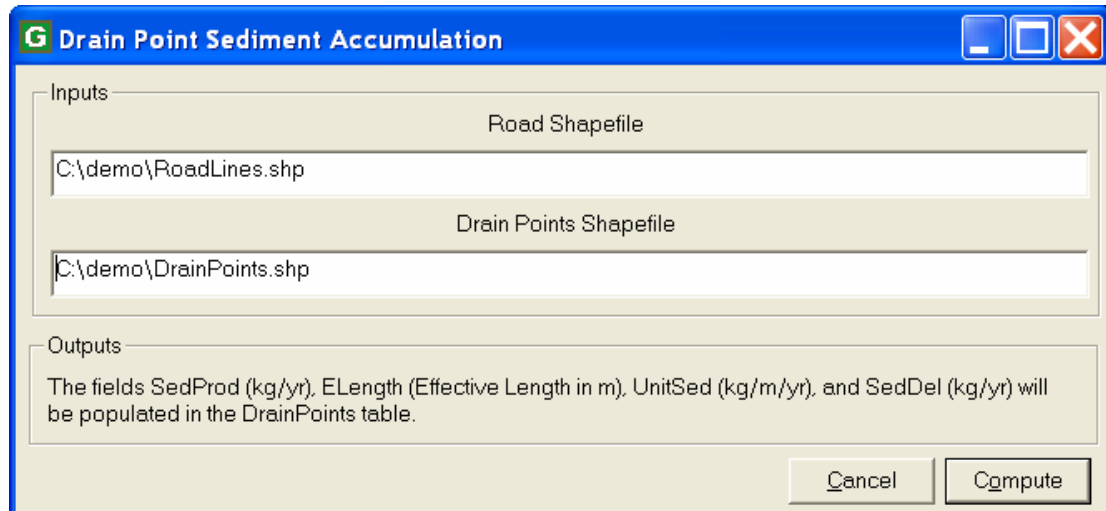 G Drain Point Sediment Accumulation
Inputs
Road Shapefile
C:\demo\RoadLines.shp
Drain Points Shapefile
C:\demo\DrainPoints.shp
Outputs
The fields SedProd (kg/yr), ELength (Effective Length in m), UnitSed (kg/m/yr), and SedDel (kg/yr) will
be populated in the DrainPoints table.
Cancel Compute